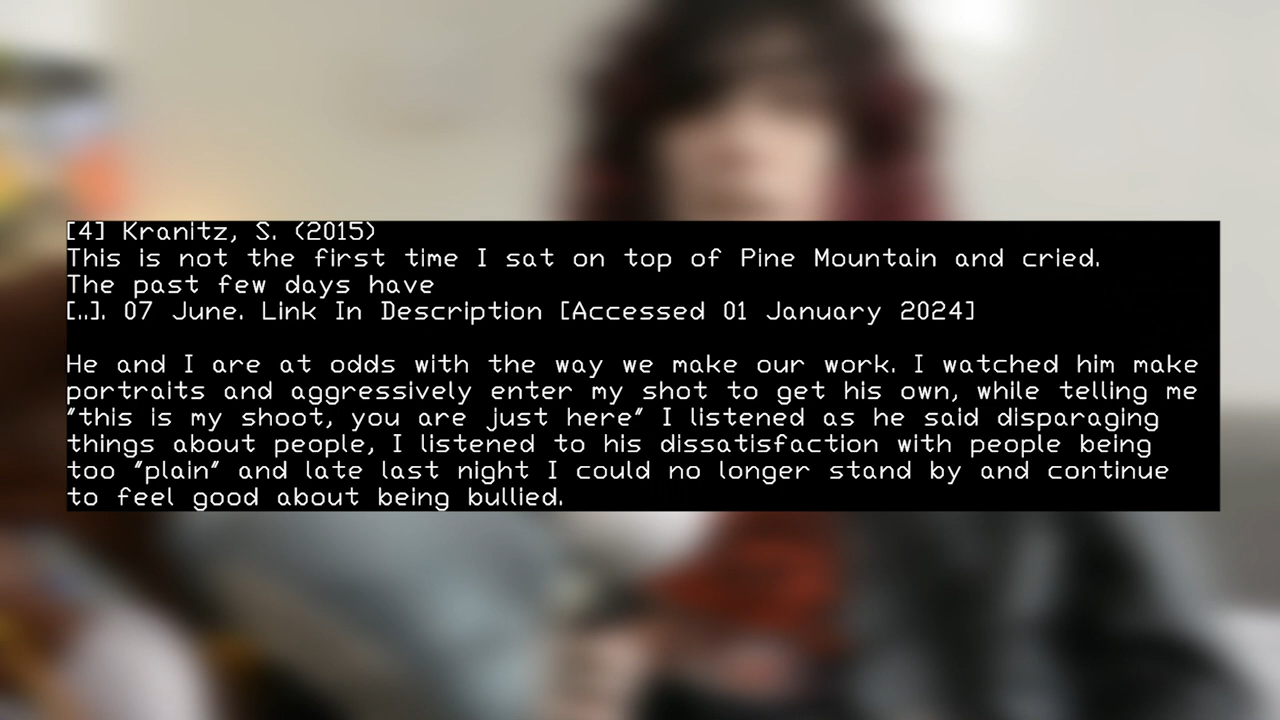 [4] Kranitz, S. (2015)
This is not the first time I sat on top of Pine Mountain and cried.
The past few days have
[..]. 07 June. Link In Description [Accessed 01 January 2024]
He and I are at odds with the way we make our work. I watched him make
portraits and aggressively enter my shot to get his own, while telling me
"this is my shoot, you are just here" I listened as he said disparaging
things about people, I listened to his dissatisfaction with people being
too "plain" and late last night I could no longer stand by and continue
to feel good about being bullied.